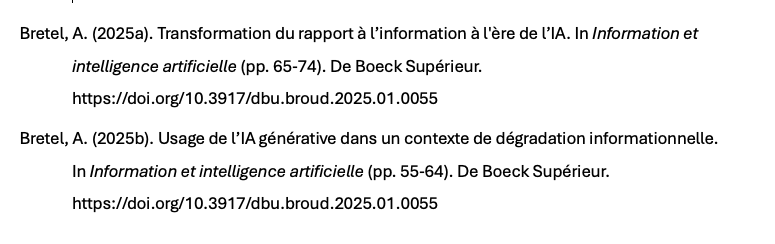 Bretel, A. (2025a). Transformation du rapport à l’information à l'ère de l’IA. In Information et
intelligence artificielle (pp. 65-74). De Boeck Supérieur.
https://doi.org/10.3917/dbu.broud.2025.01.0055
Bretel, A. (2025b). Usage de l’IA générative dans un contexte de dégradation informationnelle.
In Information et intelligence artificielle (pp. 55-64). De Boeck Supérieur.
https://doi.org/10.3917/dbu.broud.2025.01.0055